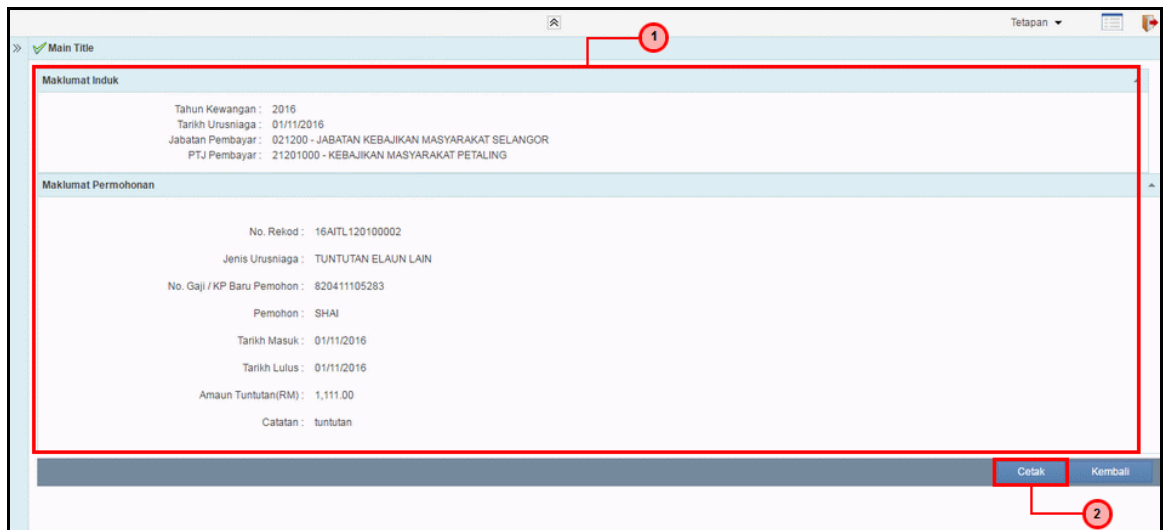 Tetapan
1
Main Title
Maklumat Induk
Tahun Kewangan : 2016
Tarikh Urusniaga : 01/11/2016
Jabatan Pembayar : 021200 - JABATAN KEBAJIKAN MASYARAKAT SELANGOR
PTJ Pembayar : 21201000 - KEBAJIKAN MASYARAKAT PETALING
Maklumat Permohonan
No. Rekod : 16AITL120100002
Jenis Urusniaga : TUNTUTAN ELAUN LAIN
No. Gaji / KP Baru Pemohon : 820411105283
Pemohon : SHAI
Tarikh Masuk : 01/11/2016
Tarikh Lulus : 01/11/2016
Amaun Tuntutan(RM) : 1,111.00
Catatan : tuntutan
Cetak Kembali
2